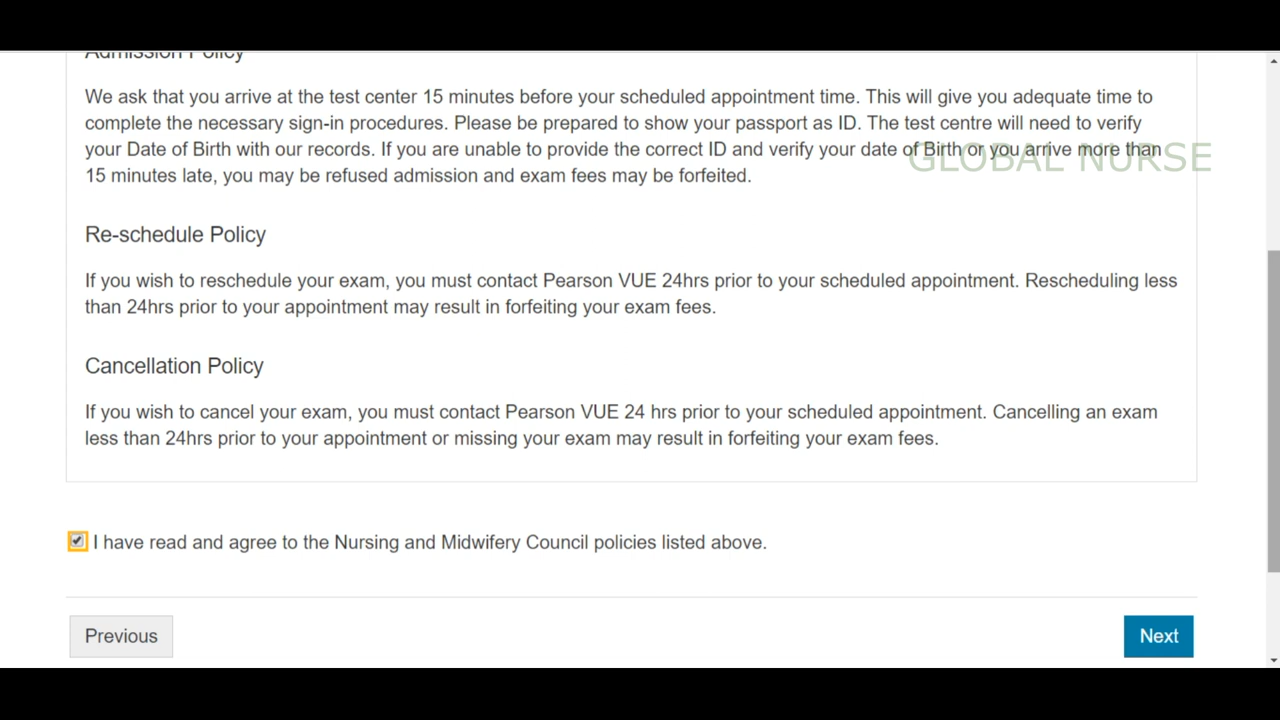 Admission Policy
We ask that you arrive at the test center 15 minutes before your scheduled appointment time. This will give you adequate time to
complete the necessary sign-in procedures. Please be prepared to show your passport as ID. The test centre will need to verify
your Date of Birth with our records. If you are unable to provide the correct ID and verify your date of Birth or you arrive more than
GLOBAL NURSE
15 minutes late, you may be refused admission and exam fees may be forfeited.
Re-schedule Policy
If you wish to reschedule your exam, you must contact Pearson VUE 24hrs prior to your scheduled appointment. Rescheduling less
than 24hrs prior to your appointment may result in forfeiting your exam fees.
Cancellation Policy
If you wish to cancel your exam, you must contact Pearson VUE 24 hrs prior to your scheduled appointment. Cancelling an exam
less than 24hrs prior to your appointment or missing your exam may result in forfeiting your exam fees.
I have read and agree to the Nursing and Midwifery Council policies listed above.
Previous
Next